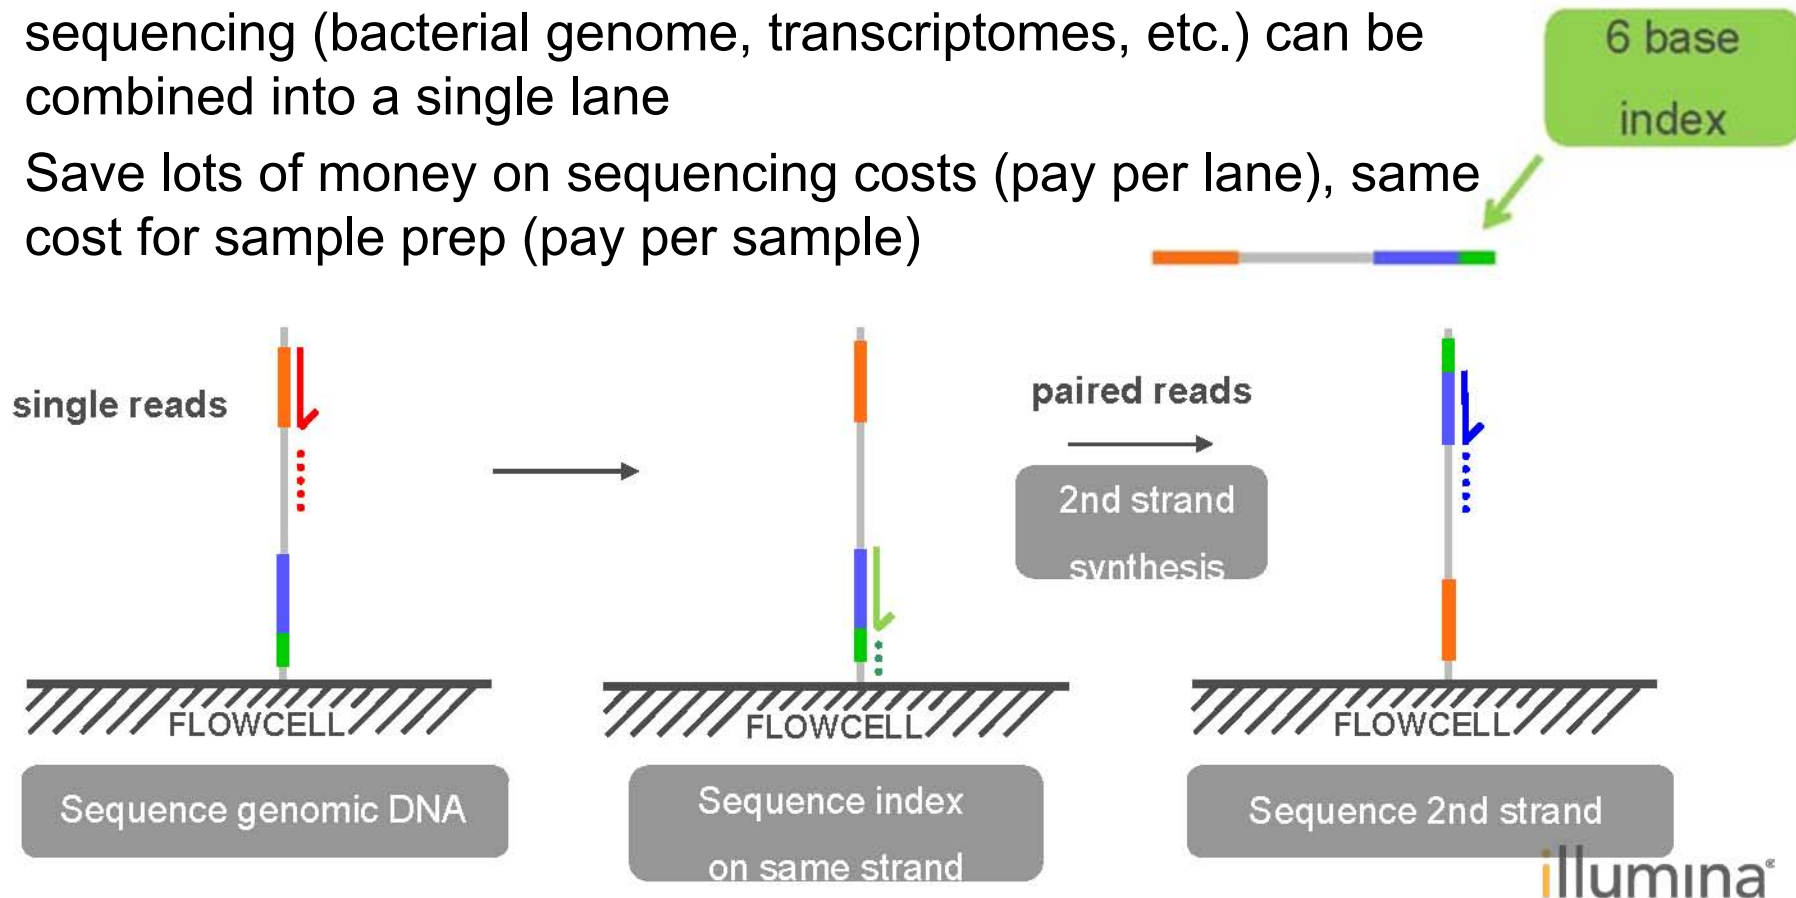 sequencing (bacterial genome, transcriptomes, etc.) can be
combined into a single lane
Save lots of money on sequencing costs (pay per lane), same
cost for sample prep (pay per sample)
6 base
index
single reads
paired reads
2nd strand
synthesis
FLOWCELL
FLOWCELL
FLOWCELL
Sequence genomic DNA
Sequence index
on same strand
Sequence 2nd strand
illumina®